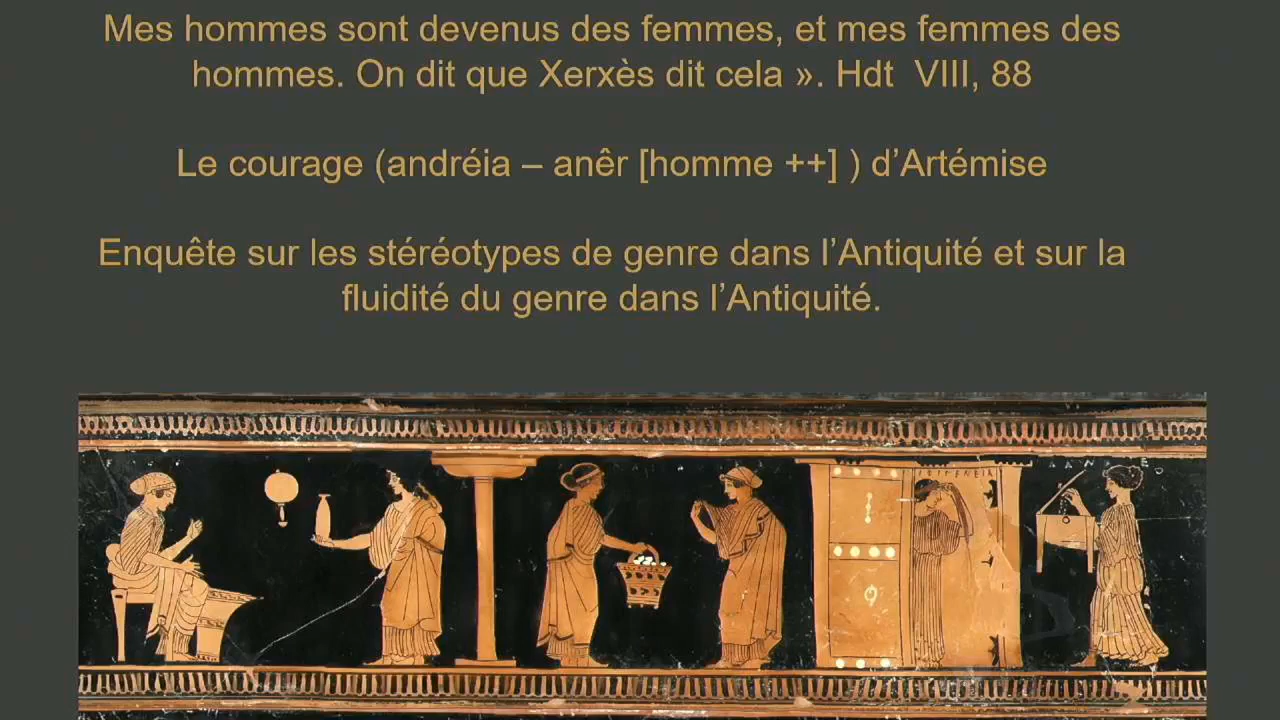 Mes hommes sont devenus des femmes, et mes femmes des
hommes. On dit que Xerxès dit cela ». Hdt  VIII, 88
Le courage (andréia – anêr [homme ++] ) d’Artémise
Enquête sur les stéréotypes de genre dans l’Antiquité et sur la
fluidité du genre dans l’Antiquité.